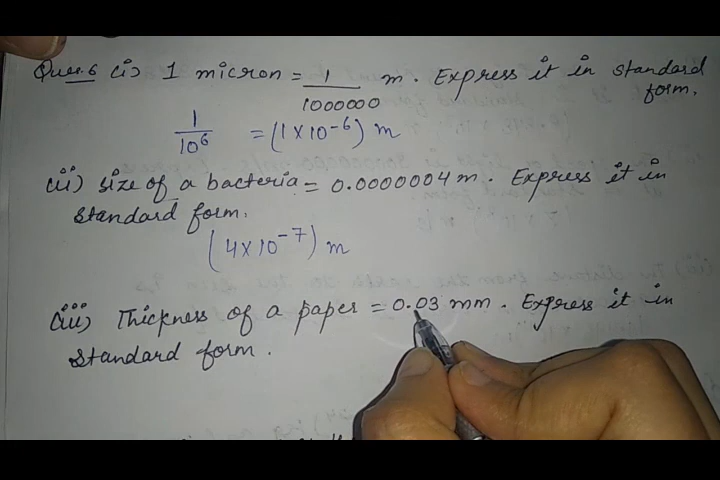 Ques.6 (i) 1 micron = 1/1000000 m. Express it in standard
form.
1/10⁶ = (1×10⁻⁶) m
(ii) size of a bacteria = 0.0000004 m. Express it in
standard form.
(4×10⁻⁷) m
(iii) Thickness of a paper = 0.03 mm. Express it in
standard form.